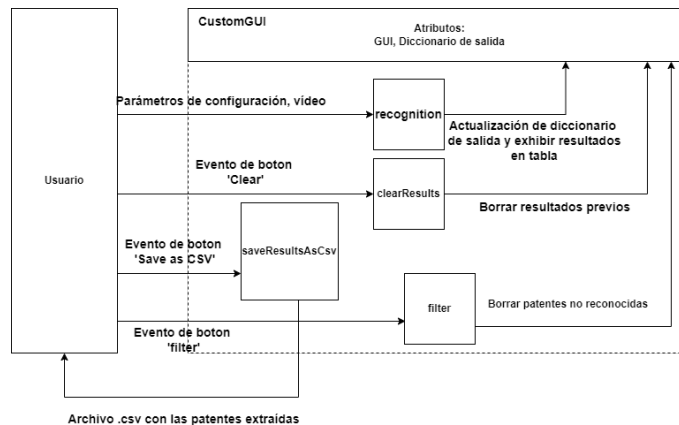 CustomGUI
Atributos:
GUI, Diccionario de salida
Parámetros de configuración, vídeo
recognition
Actualización de diccionario
de salida y exhibir resultados
en tabla
Usuario
Evento de boton
'Clear'
clearResults
Borrar resultados previos
Evento de boton
'Save as CSV'
saveResultsAsCsv
filter
Borrar patentes no reconocidas
Evento de boton
'filter'
Archivo .csv con las patentes extraídas